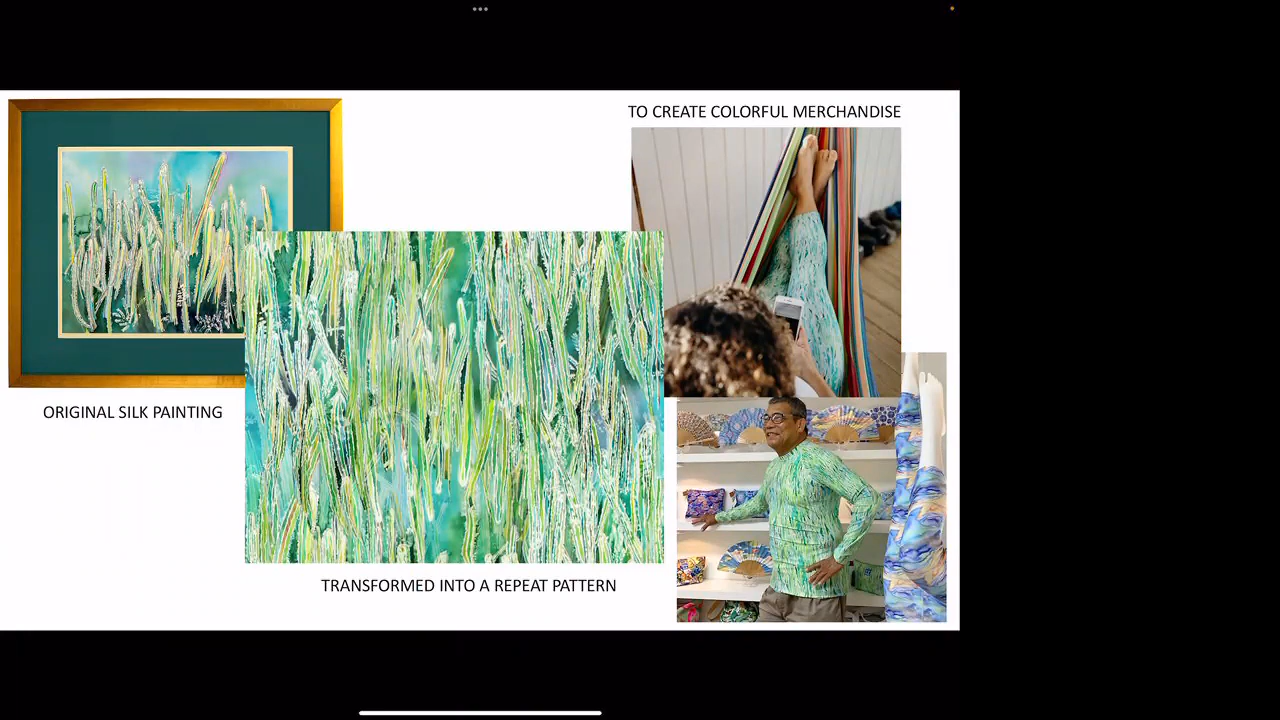 TO CREATE COLORFUL MERCHANDISE
ORIGINAL SILK PAINTING
TRANSFORMED INTO A REPEAT PATTERN